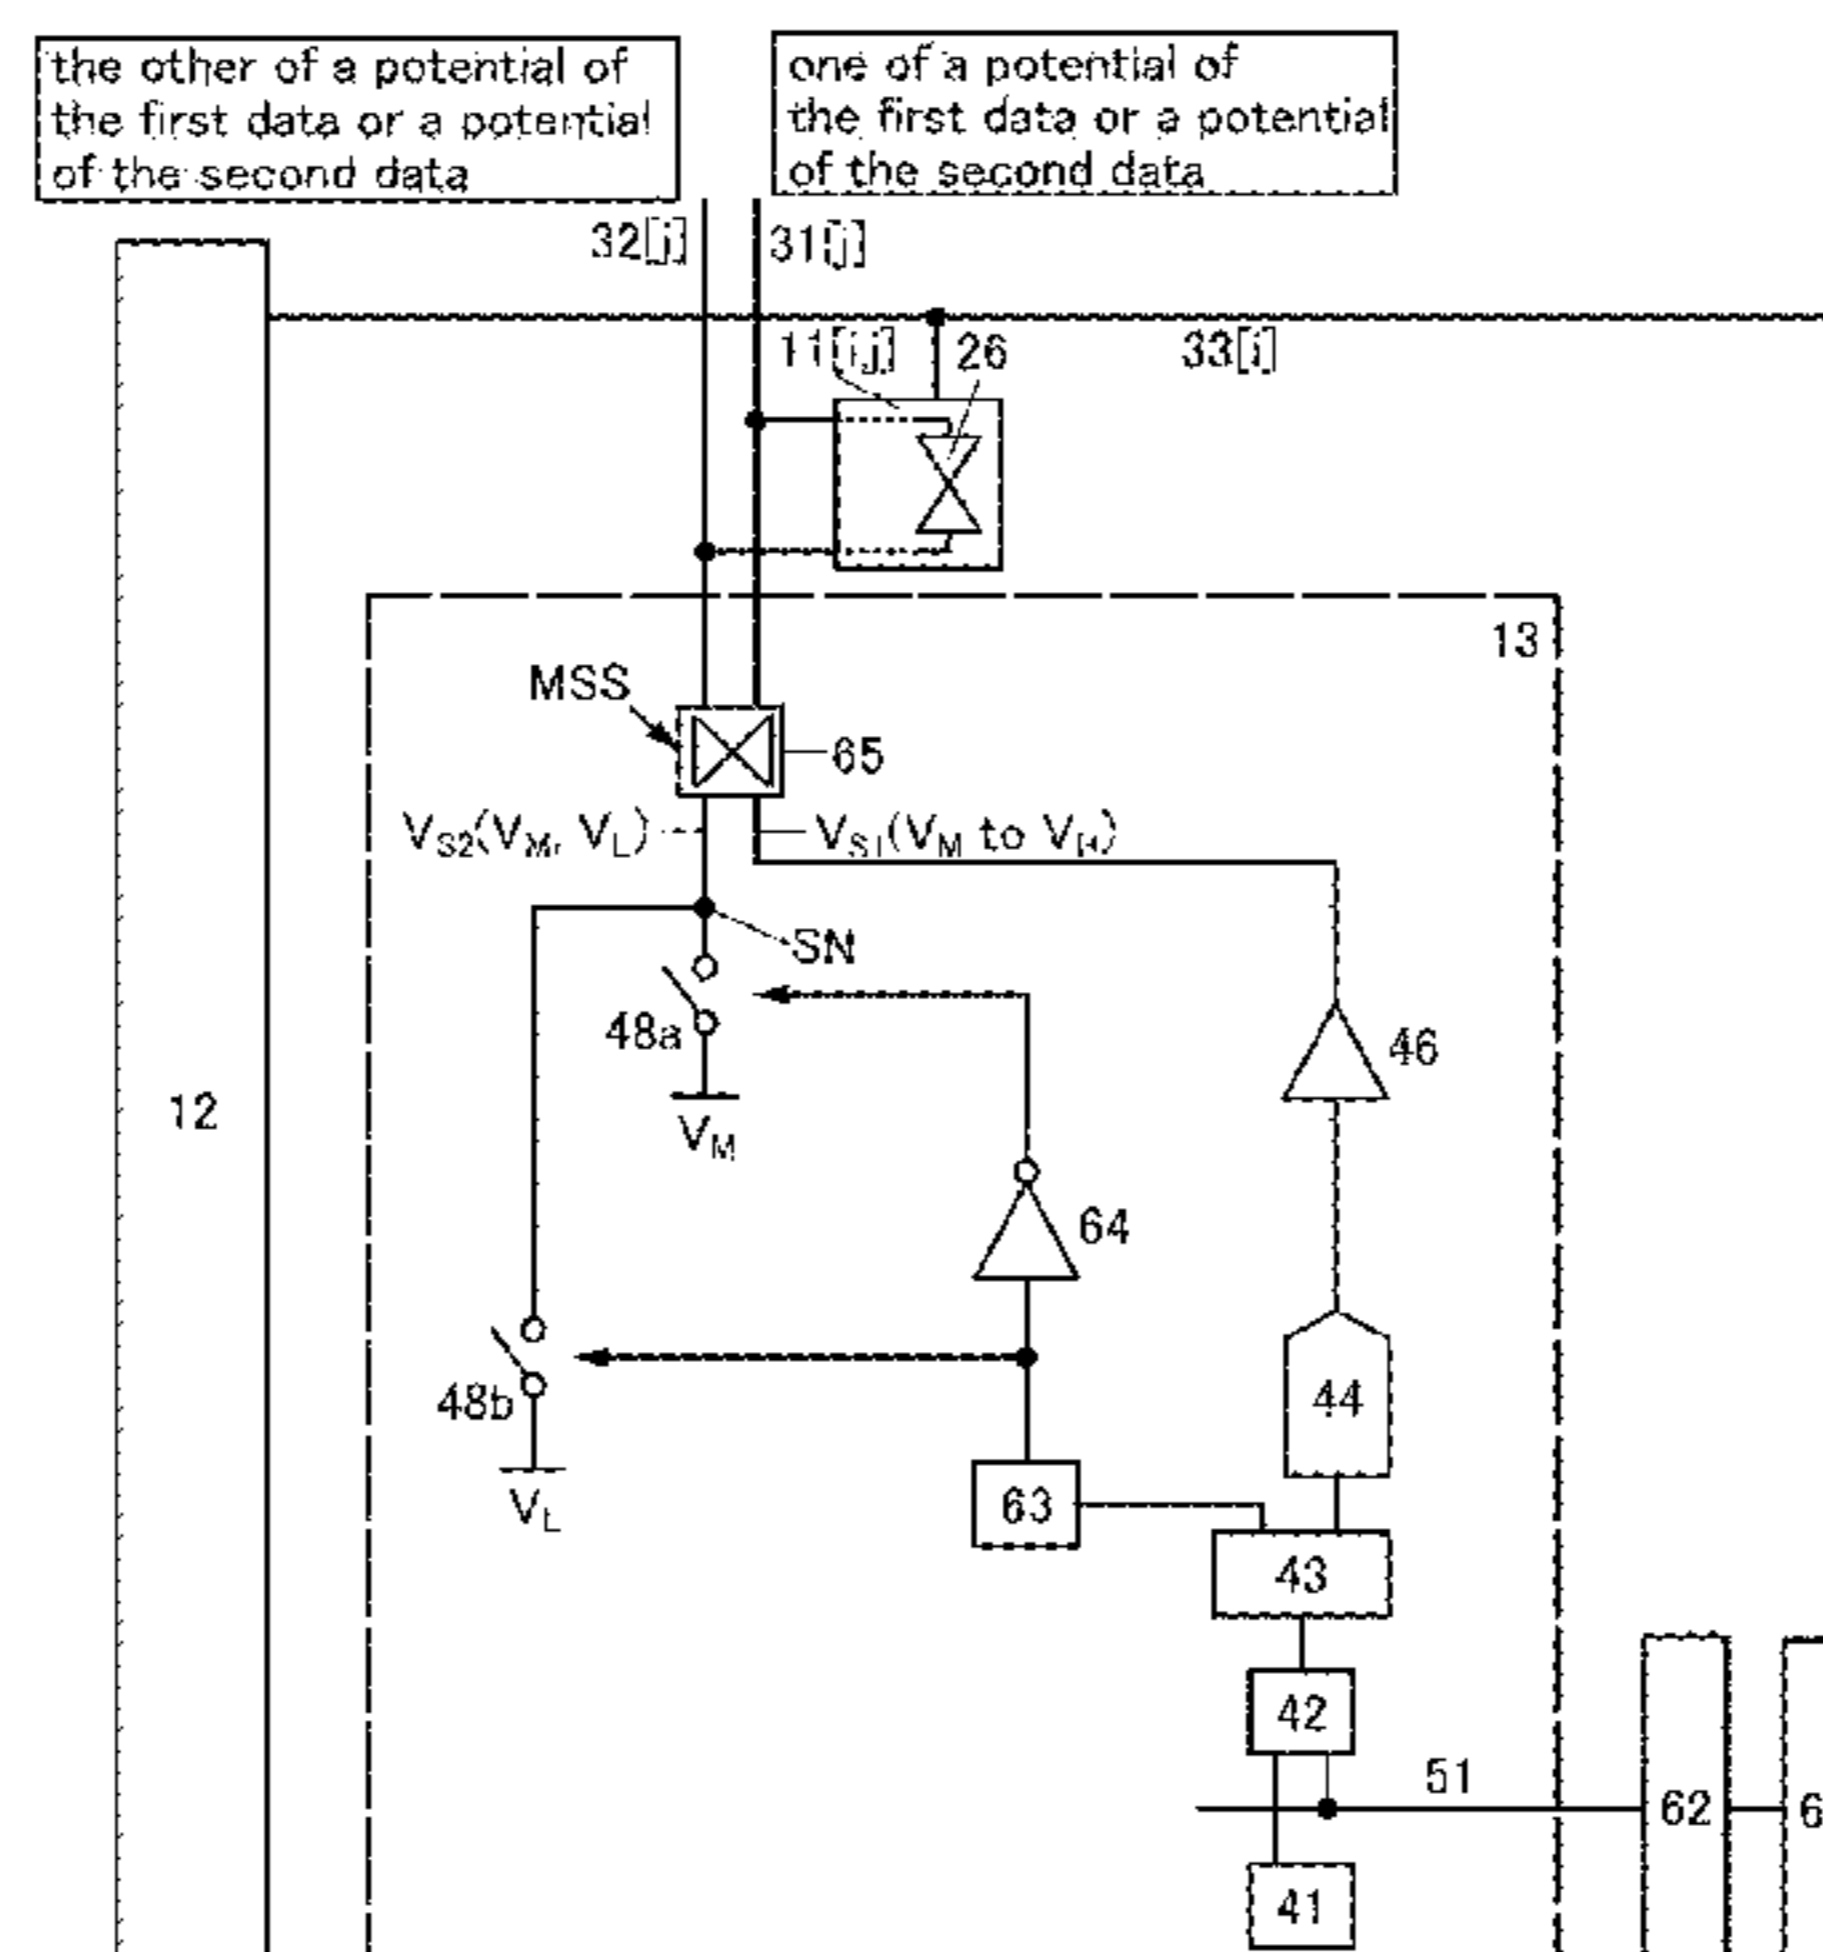 the other of a potential of
the first data or a potential
of the second data
one of a potential of
the first data or a potential
of the second data
32[j]
31[j]
11[i,j]
26
33[i]
13
MSS
65
VS2(VM, VL)
VS1(VM to VH)
SN
48a
46
12
VM
64
48b
44
VL
63
43
42
51
62
41